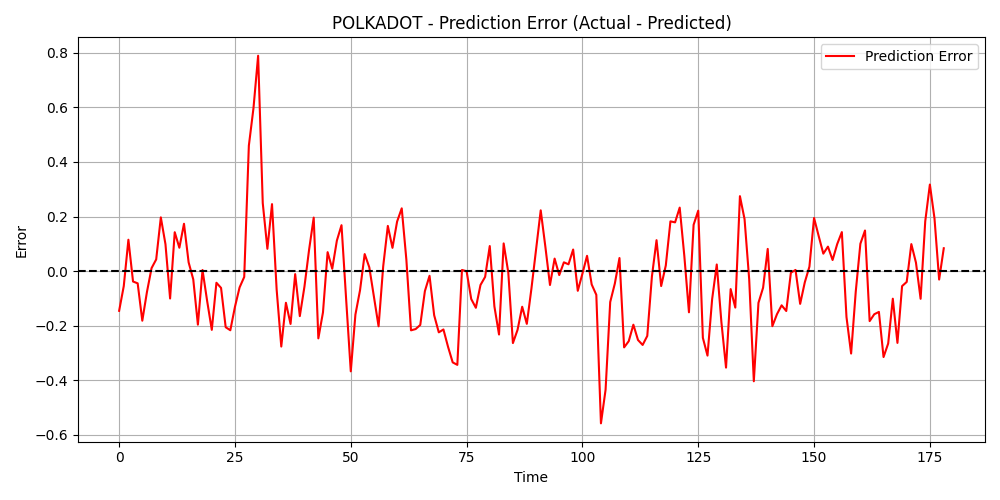 POLKADOT - Prediction Error (Actual - Predicted)
Prediction Error
Error
0.8
0.6
0.4
0.2
0.0
−0.2
−0.4
−0.6
0 25 50 75 100 125 150 175
Time